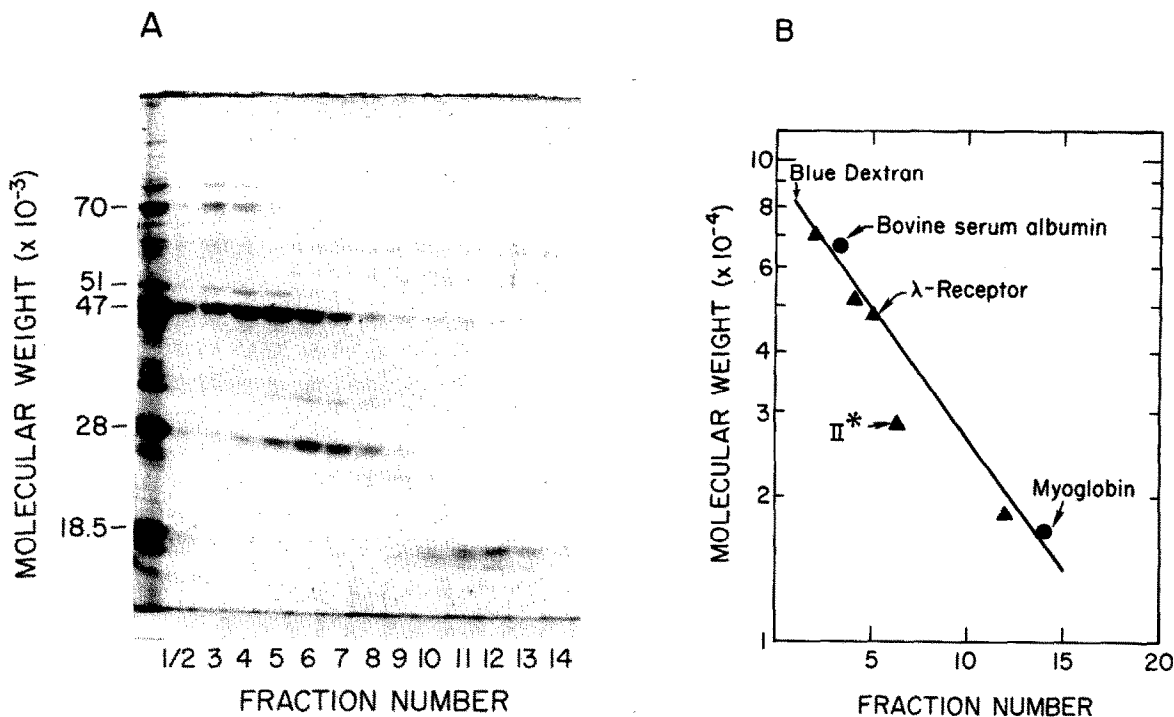 A
MOLECULAR WEIGHT (x 10⁻³)
70
51
47
28
18.5
1/2 3 4 5 6 7 8 9 10 11 12 13 14
FRACTION NUMBER
B
MOLECULAR WEIGHT (x 10⁻⁴)
10
8
6
4
3
2
1
Blue Dextran
Bovine serum albumin
λ-Receptor
II*
Myoglobin
5 10 15 20
FRACTION NUMBER